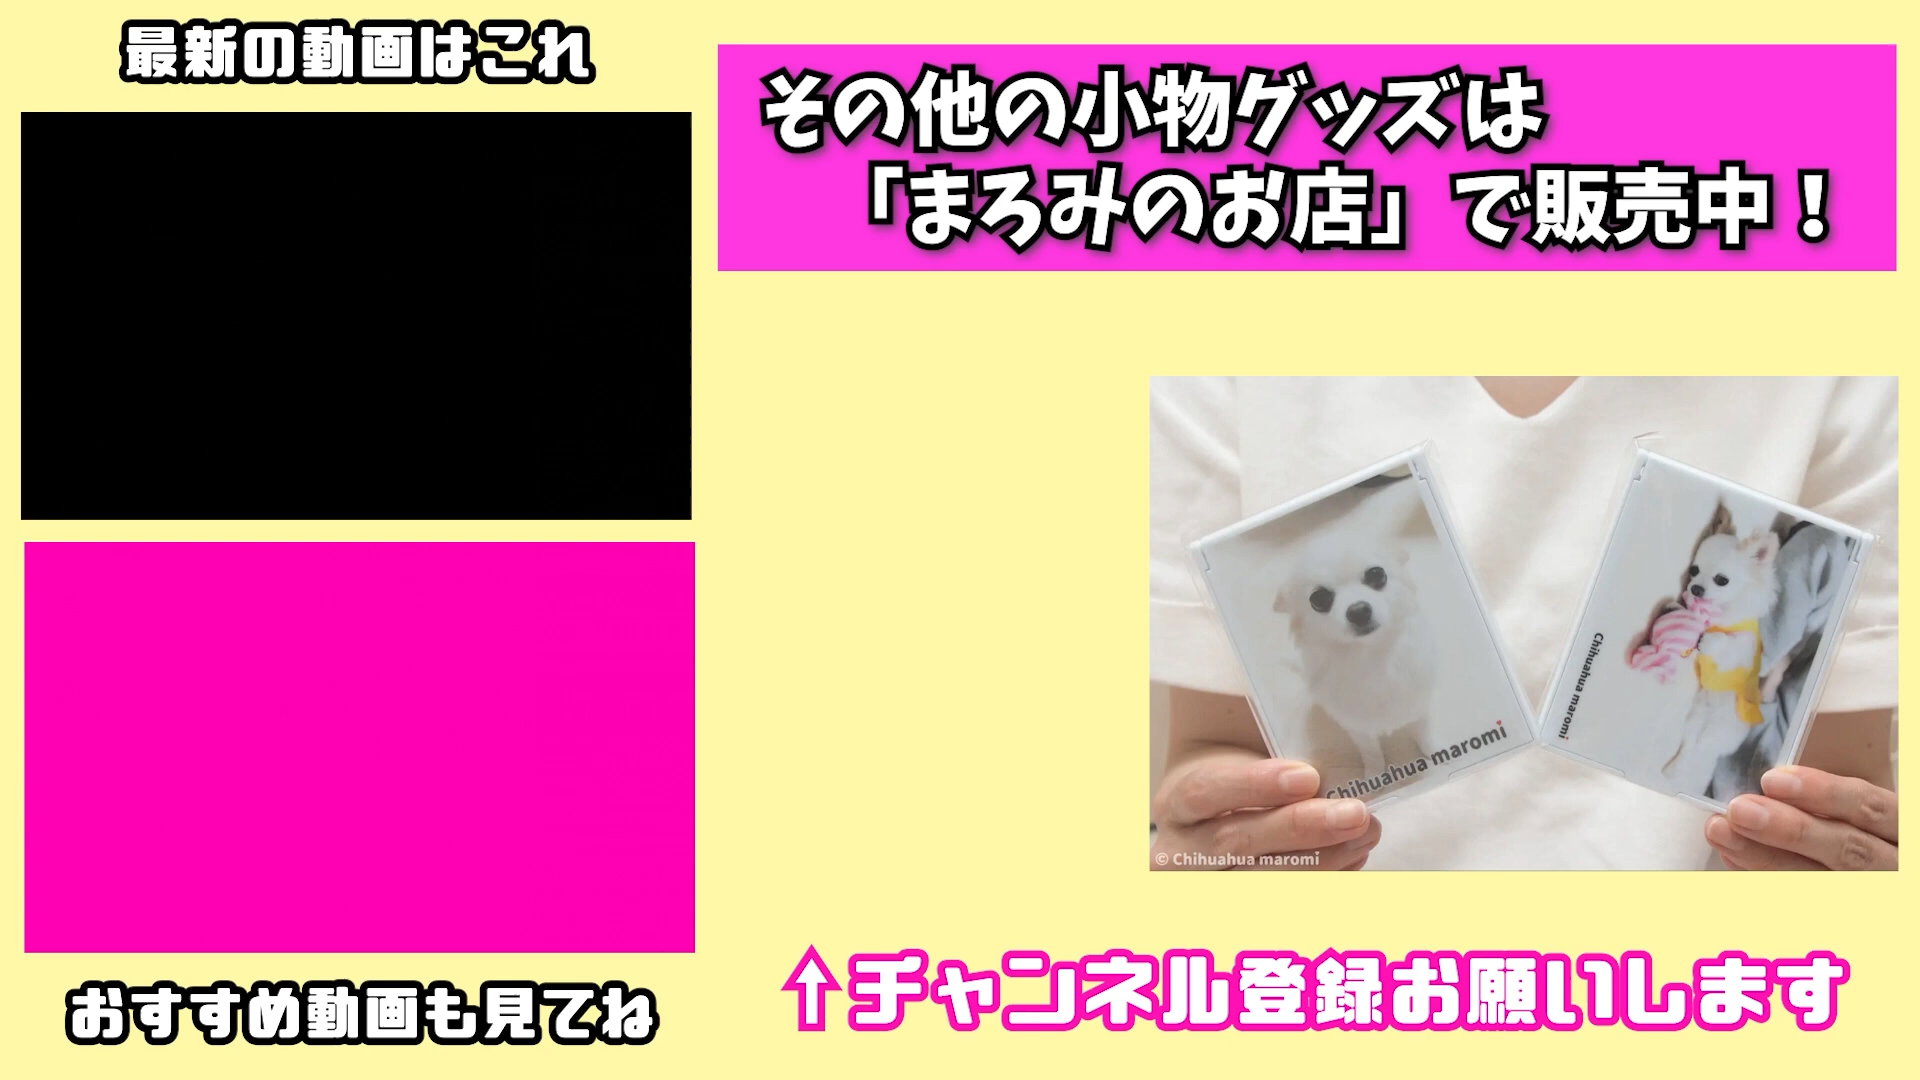 最新の動画はこれ
その他の小物グッズは
「まろみのお店」で販売中！
Chihuahua maromi
Chihuahua maromi
© Chihuahua maromi
↑チャンネル登録お願いします
おすすめ動画も見てね